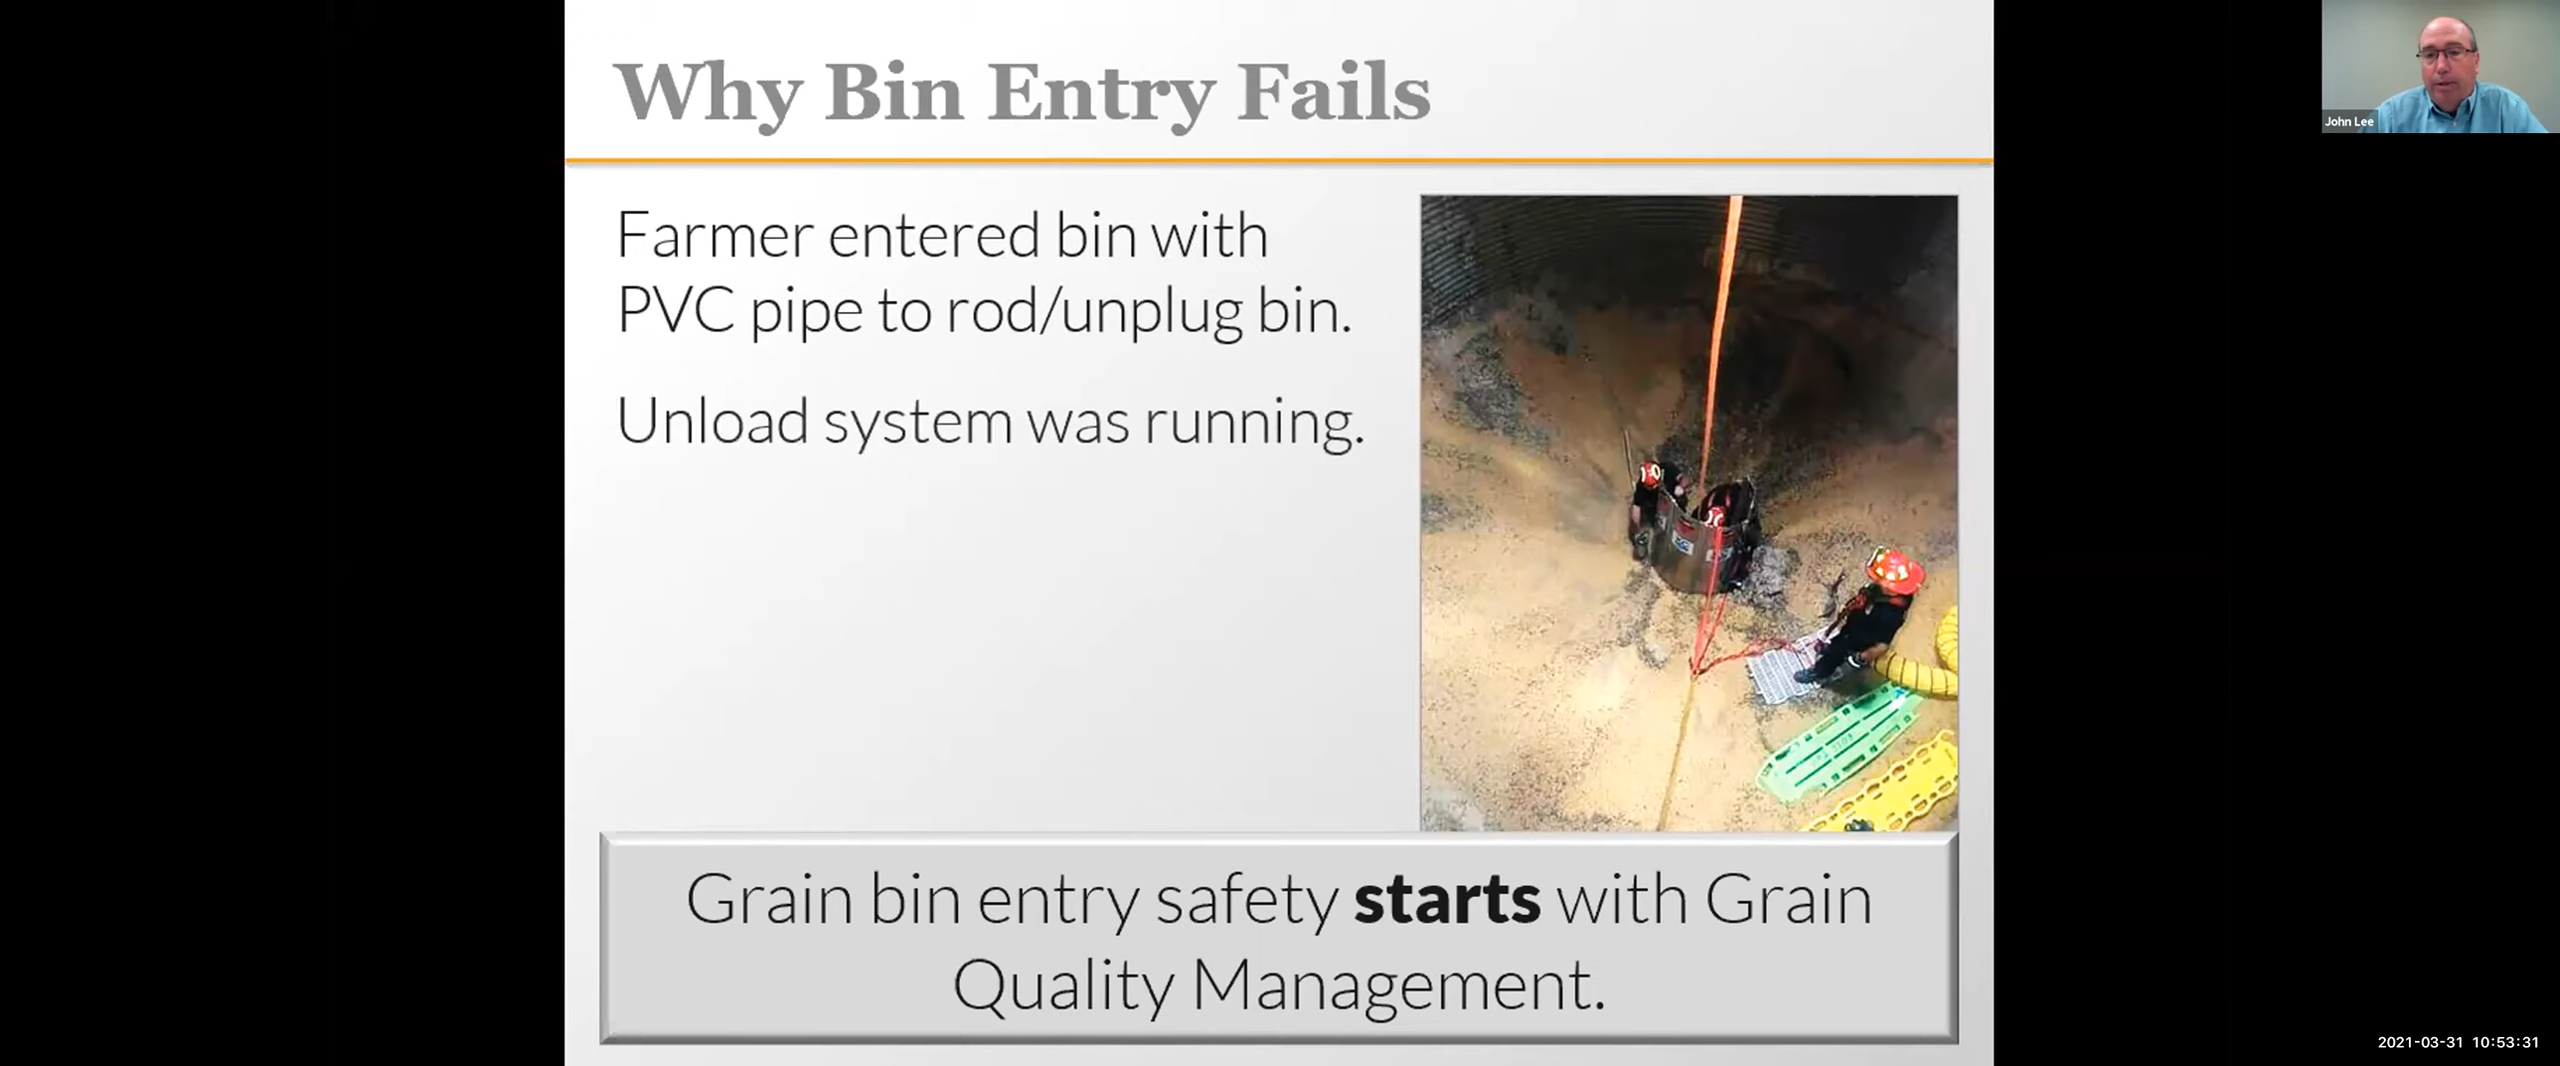 Why Bin Entry Fails
John Lee
Farmer entered bin with
PVC pipe to rod/unplug bin.
Unload system was running.
Grain bin entry safety starts with Grain
Quality Management.
2021-03-31 10:53:31